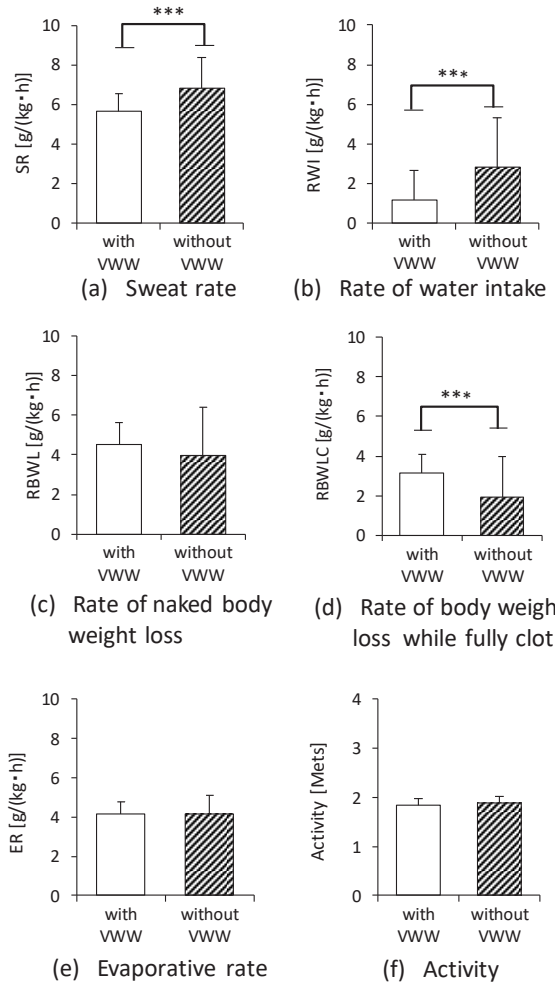 SR [g/(kg•h)]
10
8
6
4
2
0
***
with
VWW
without
VWW
(a) Sweat rate
RWI [g/(kg•h)]
10
8
6
4
2
0
***
with
VWW
without
VWW
(b) Rate of water intake
RBWL [g/(kg•h)]
10
8
6
4
2
0
with
VWW
without
VWW
(c) Rate of naked body
weight loss
RBWLC [g/(kg•h)]
10
8
6
4
2
0
***
with
VWW
without
VWW
(d) Rate of body weigh
loss while fully clot
ER [g/(kg•h)]
10
8
6
4
2
0
with
VWW
without
VWW
(e) Evaporative rate
Activity [Mets]
4
3
2
1
0
with
VWW
without
VWW
(f) Activity